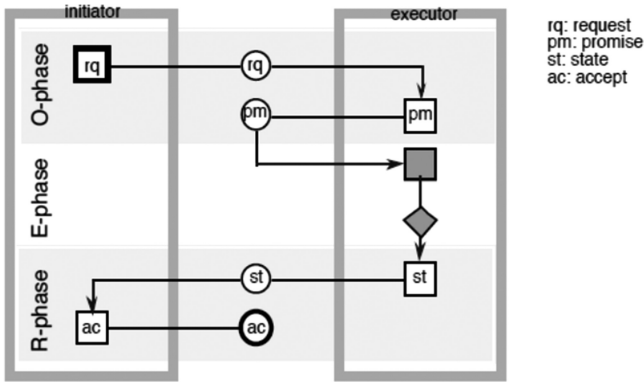 initiator
executor
rq: request
pm: promise
st: state
ac: accept
O-phase
rq
rq
pm
pm
E-phase
R-phase
st
st
ac
ac